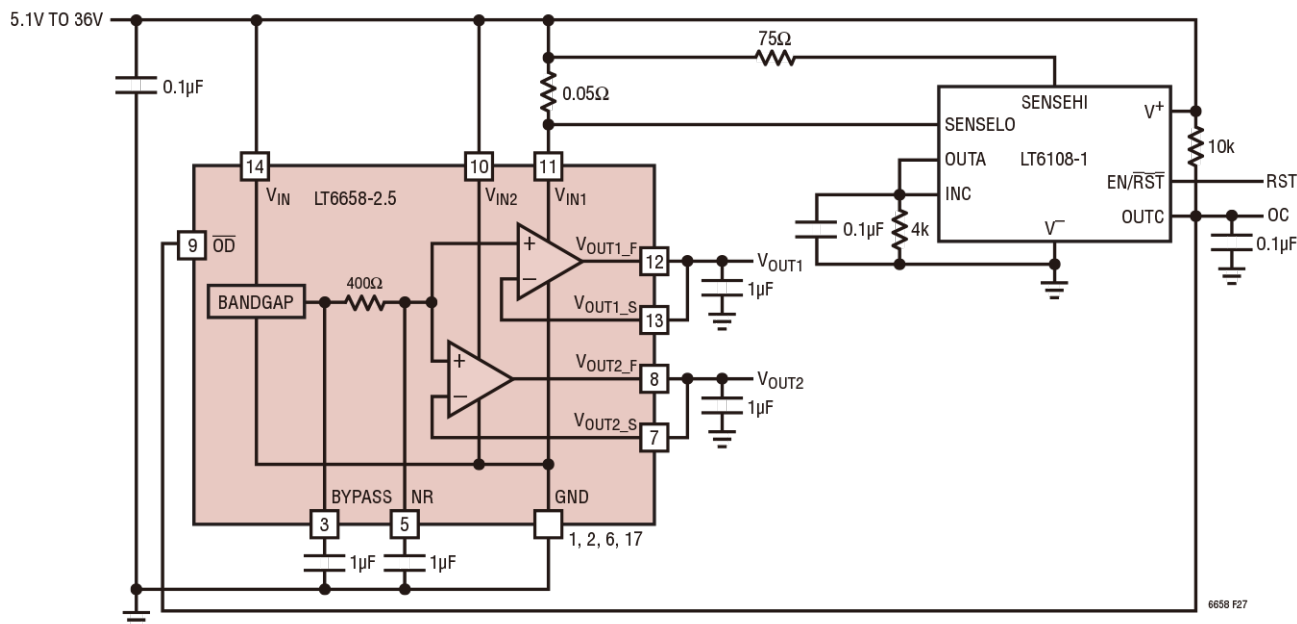 5.1V TO 36V
75Ω
0.1µF
0.05Ω
SENSEHI
SENSELO
V+
LT6108-1
OUTA
10k
INC
EN/RST
RST
OUTC
OC
V–
0.1µF
4k
0.1µF
14
10
11
VIN
LT6658-2.5
VIN2
VIN1
9
OD
+
–
VOUT1_F
12
VOUT1
1µF
VOUT1_S
13
BANDGAP
400Ω
+
–
VOUT2_F
8
VOUT2
1µF
VOUT2_S
7
BYPASS
NR
GND
3
5
1, 2, 6, 17
1µF
1µF
6658 F27